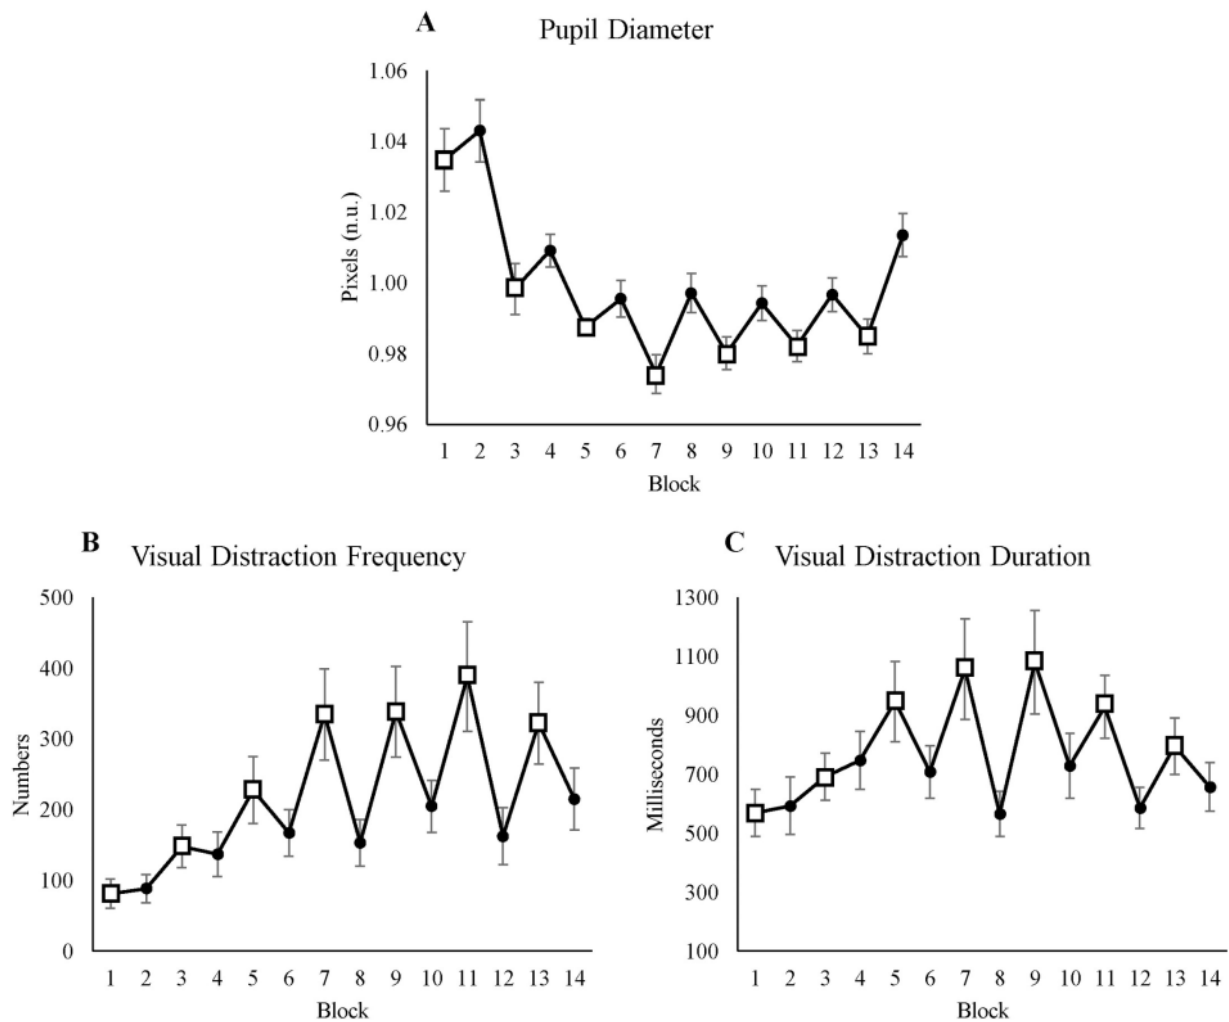 A
Pupil Diameter
1.06
1.04
1.02
1.00
0.98
0.96
Pixels (n.u.)
1 2 3 4 5 6 7 8 9 10 11 12 13 14
Block
B
Visual Distraction Frequency
500
400
300
200
100
0
Numbers
1 2 3 4 5 6 7 8 9 10 11 12 13 14
Block
C
Visual Distraction Duration
1300
1100
900
700
500
300
100
Milliseconds
1 2 3 4 5 6 7 8 9 10 11 12 13 14
Block